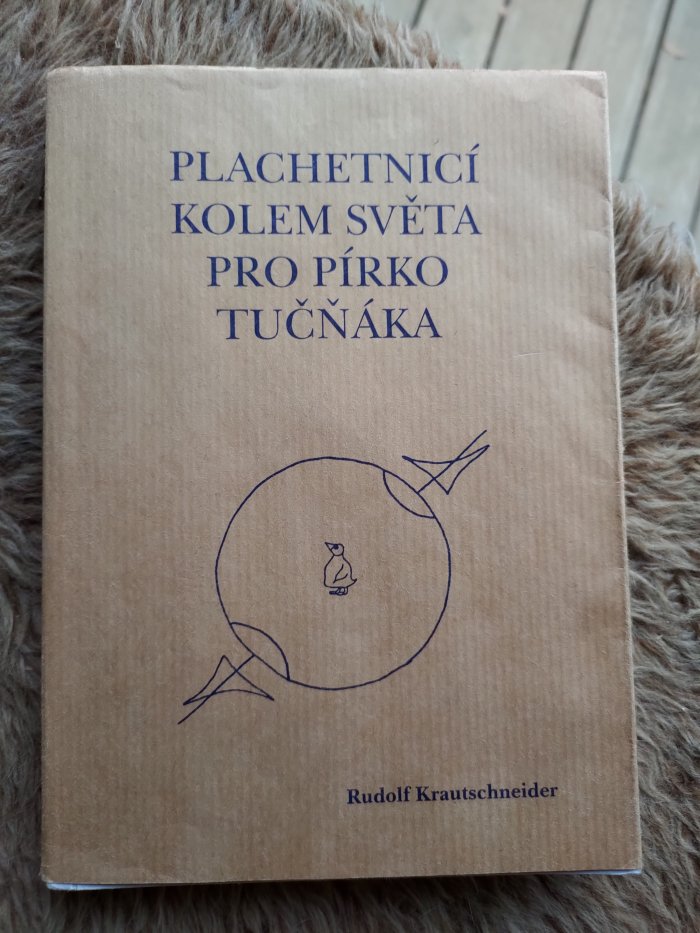 PLACHETNICÍ
KOLEM SVĚTA
PRO PÍRKO
TUČŇÁKA
Rudolf Krautschneider